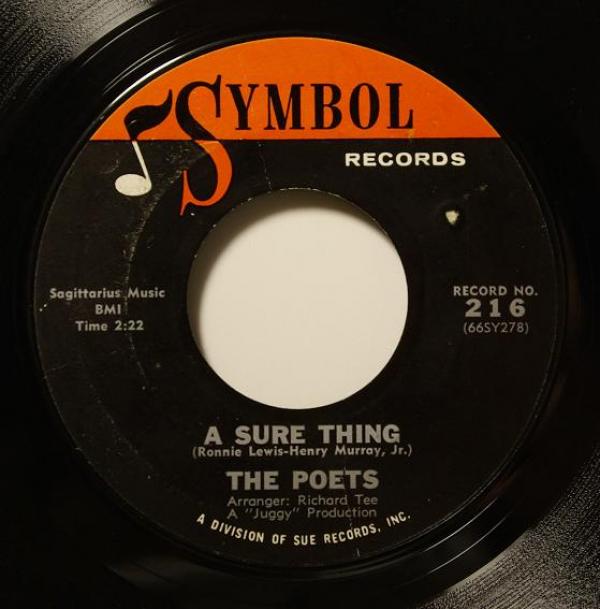 SYMBOL
RECORDS
Sagittarius Music
BMI
Time 2:22
RECORD NO.
216
(66SY278)
A SURE THING
(Ronnie Lewis-Henry Murray, Jr.)
THE POETS
Arranger: Richard Tee
A "Juggy" Production
A DIVISION OF SUE RECORDS, INC.